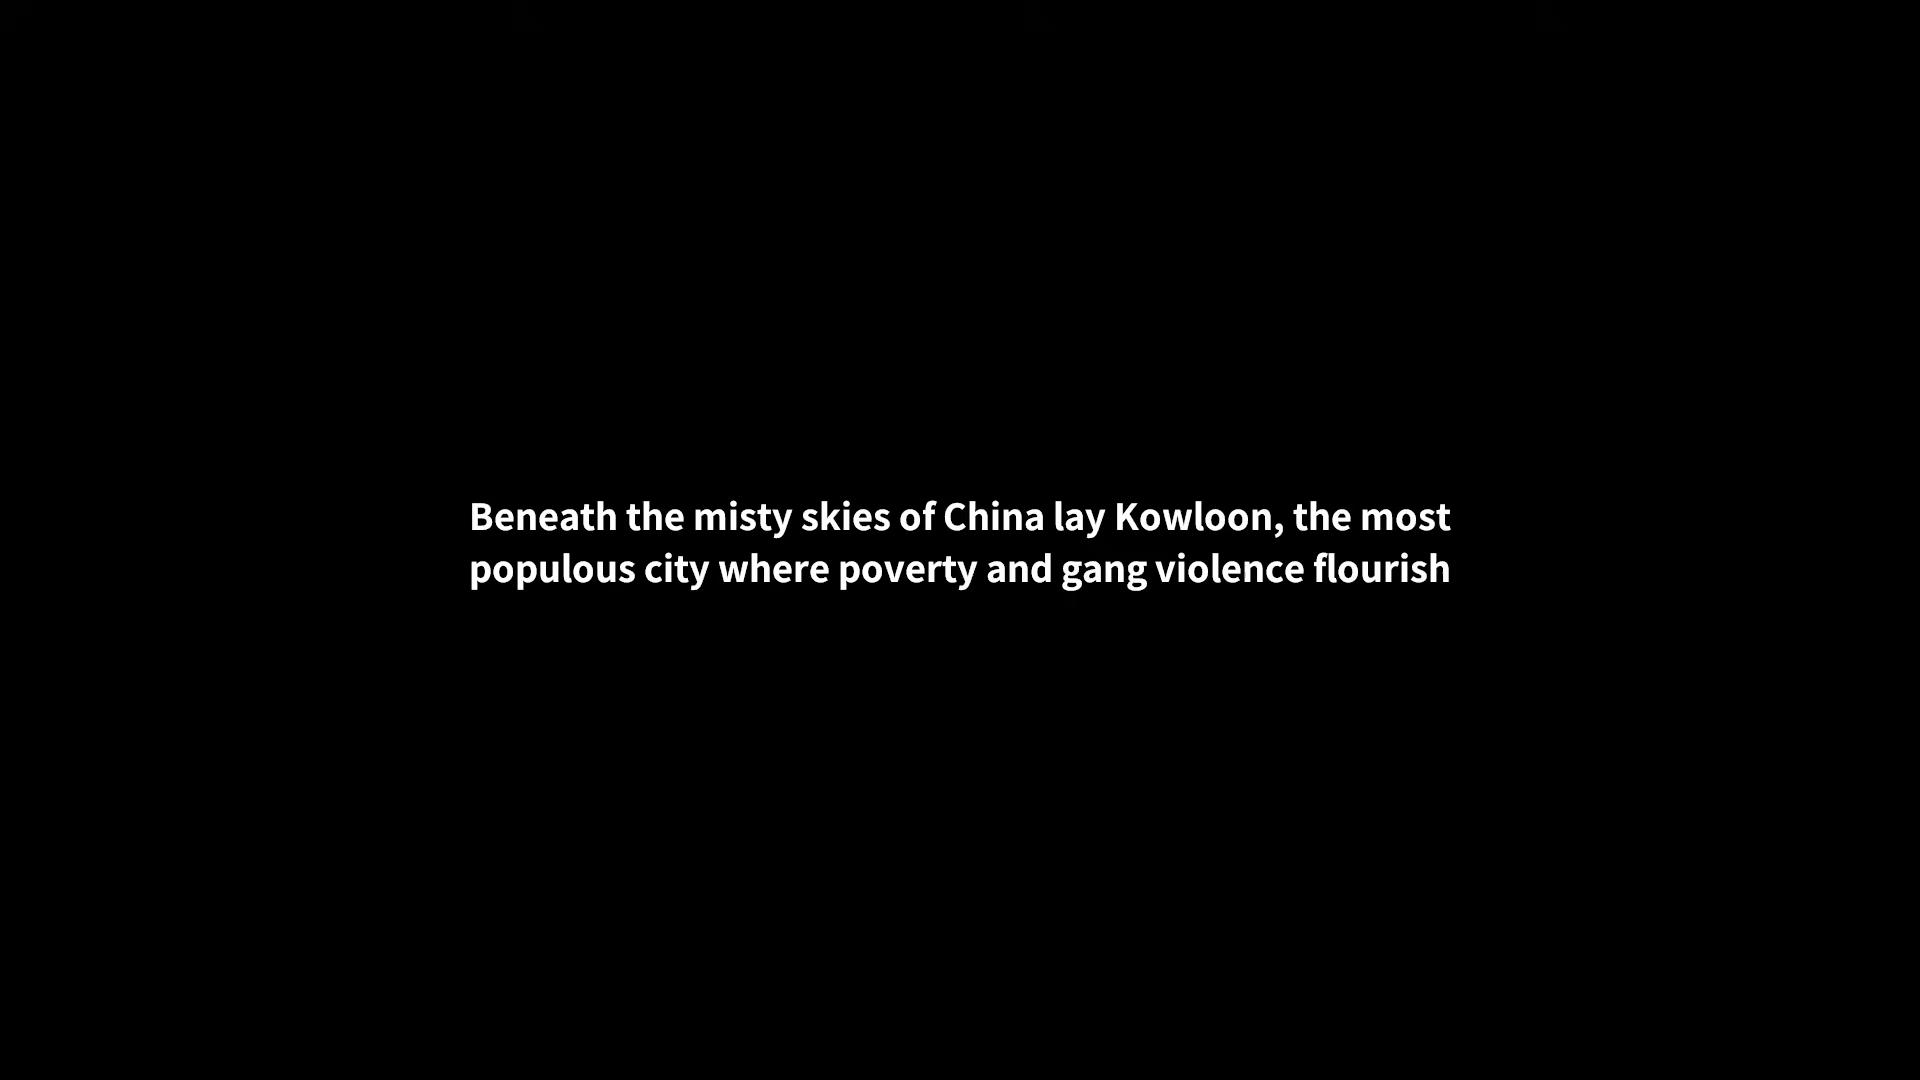 Beneath the misty skies of China lay Kowloon, the most
populous city where poverty and gang violence flourish